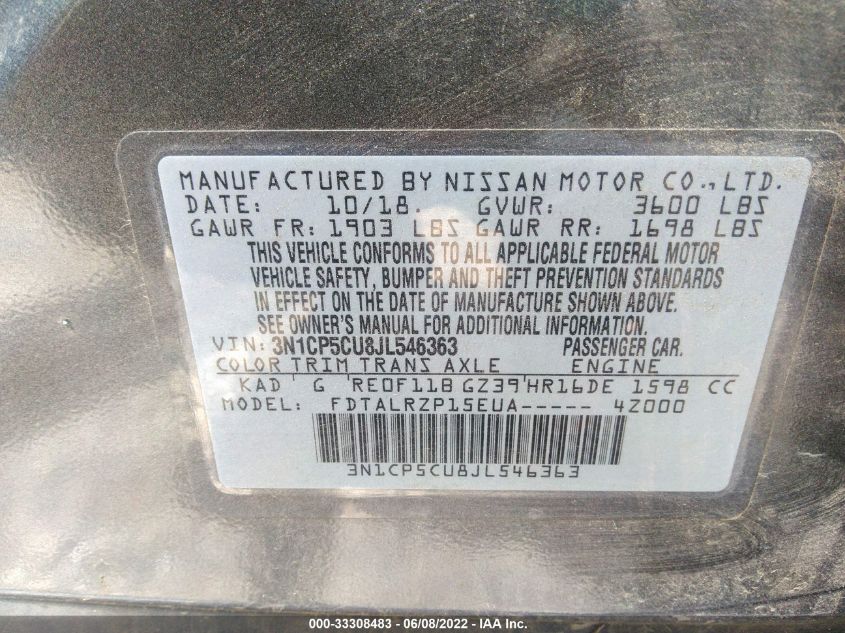 MANUFACTURED BY NISSAN MOTOR CO., LTD.
DATE: 10/18. GVWR: 3600 LBS
GAWR FR: 1903 LBS GAWR RR: 1698 LBS
THIS VEHICLE CONFORMS TO ALL APPLICABLE FEDERAL MOTOR
VEHICLE SAFETY, BUMPER AND THEFT PREVENTION STANDARDS
IN EFFECT ON THE DATE OF MANUFACTURE SHOWN ABOVE.
SEE OWNER'S MANUAL FOR ADDITIONAL INFORMATION.
VIN: 3N1CP5CU8JL546363 PASSENGER CAR.
COLOR TRIM TRANS AXLE ENGINE
KAD G RE0F11B GZ39 HR16DE 1598 CC
MODEL: FDTALRZP15EUA----- 4Z000
3N1CP5CU8JL546363
000-33308483 - 06/08/2022 - IAA Inc.